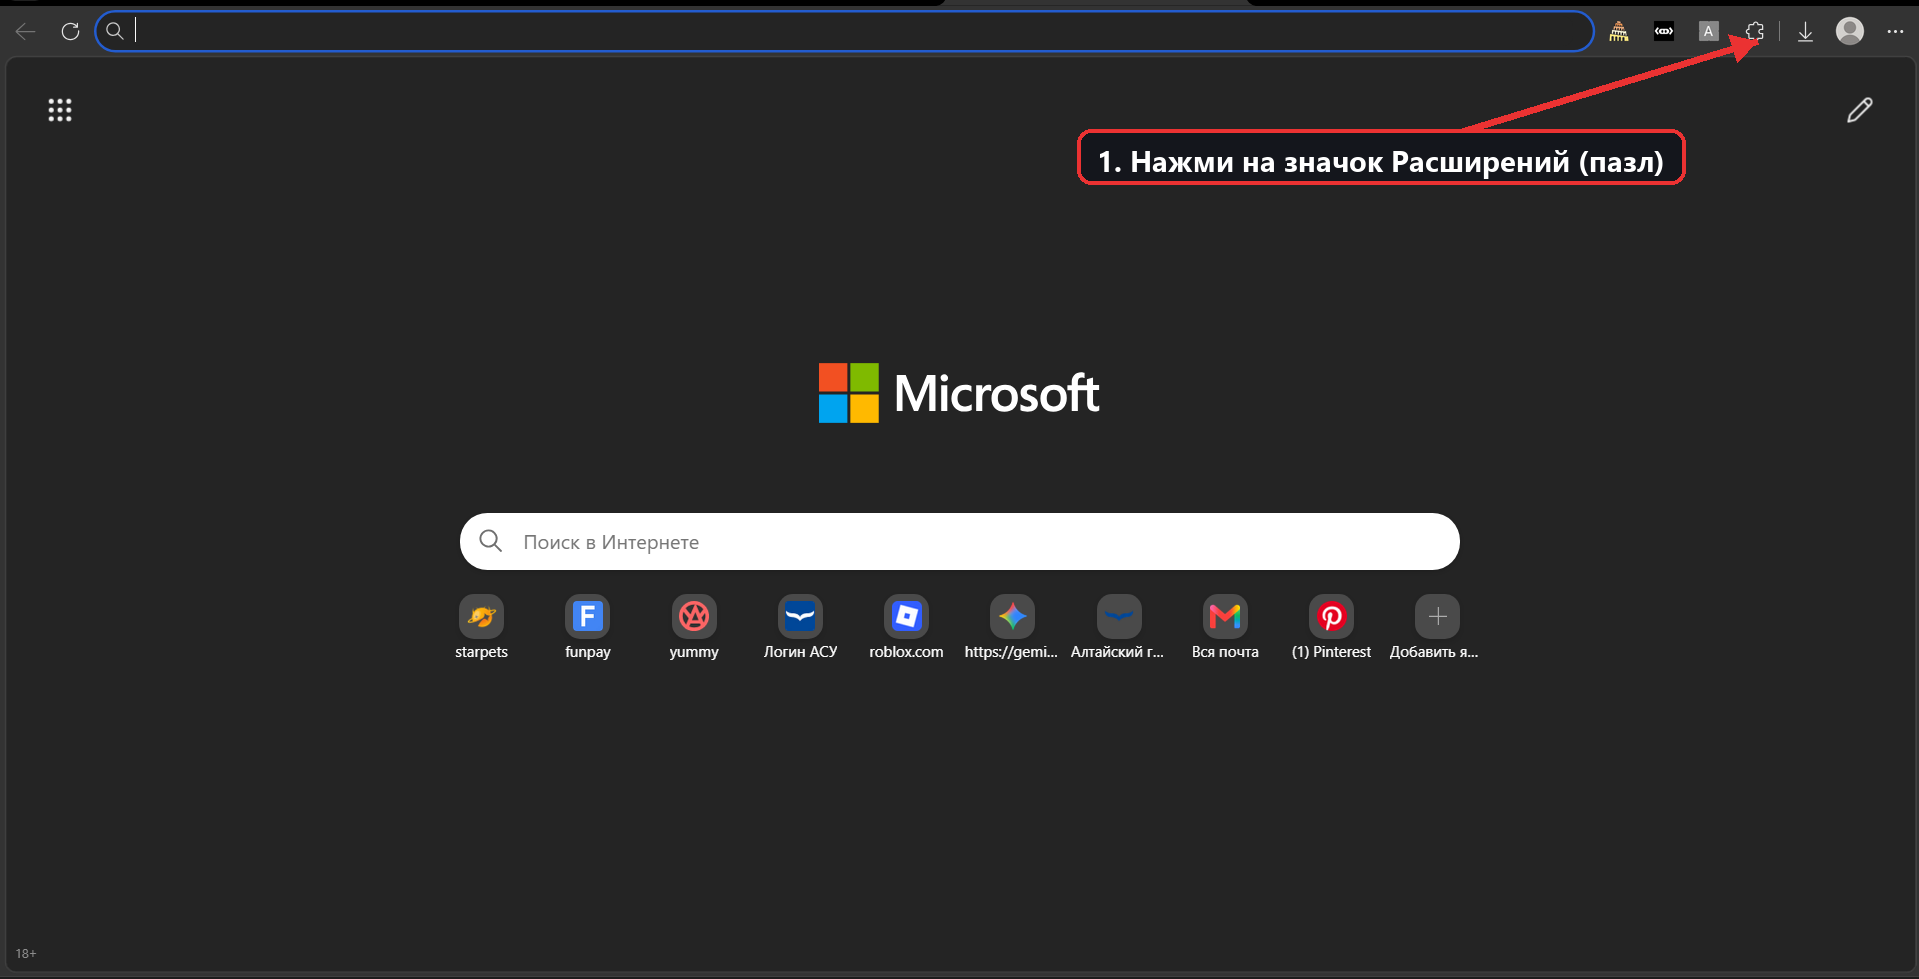 A
1. Нажми на значок Расширений (пазл)
Microsoft
Поиск в Интернете
F
starpets
funpay
yummy
Логин АСУ
roblox.com
https://gemi...
Алтайский г...
Вся почта
(1) Pinterest
Добавить я...
18+